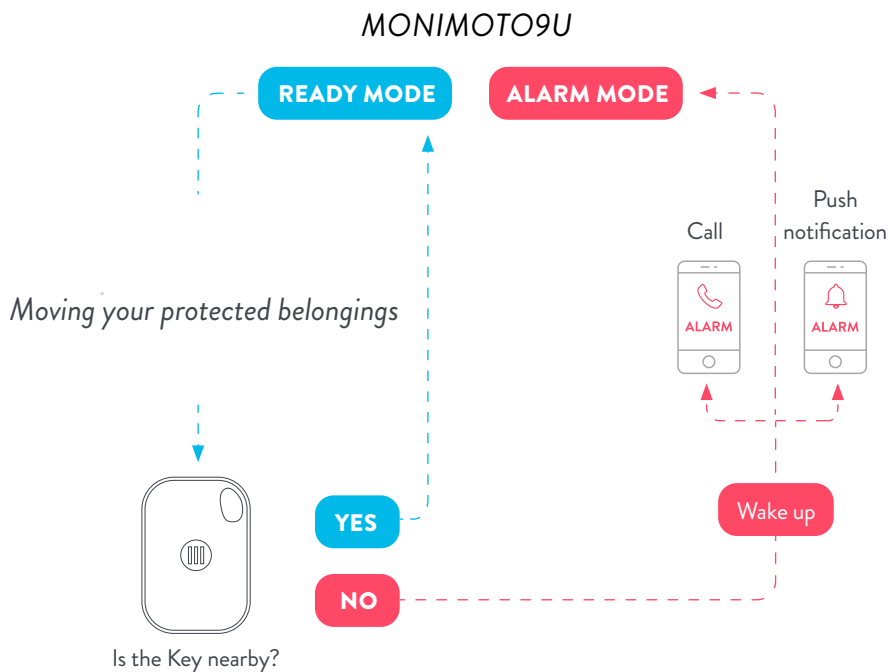 MONIMOTO9U
READY MODE
ALARM MODE
Call
Push
notification
ALARM
ALARM
Moving your protected belongings
YES
Wake up
NO
Is the Key nearby?